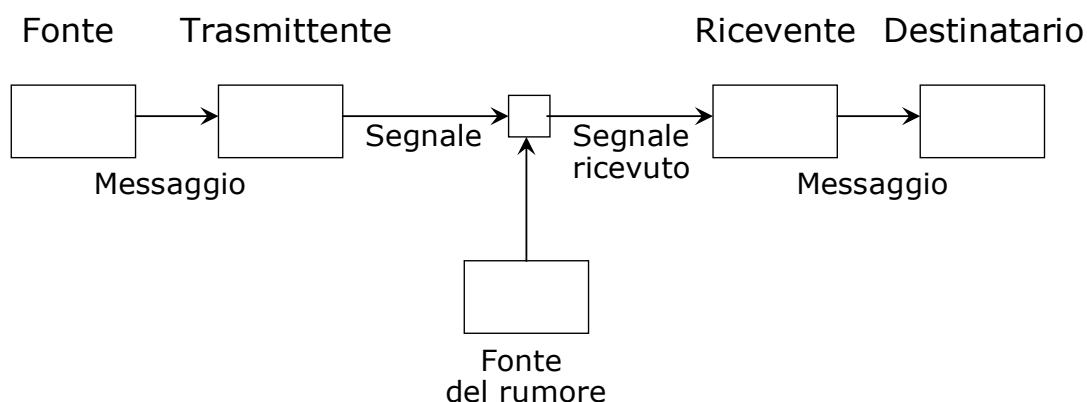 Fonte
Trasmittente
Ricevente
Destinatario
Segnale
Segnale
ricevuto
Messaggio
Messaggio
Fonte
del rumore